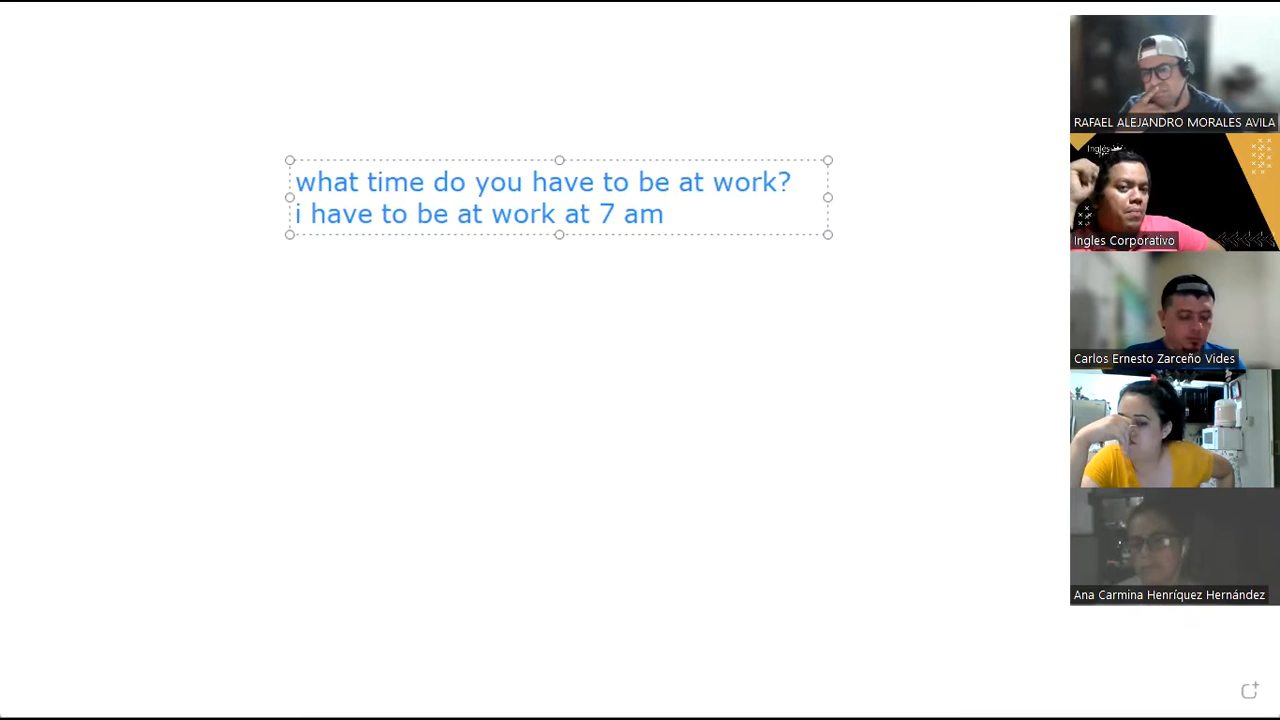 what time do you have to be at work?
i have to be at work at 7 am
RAFAEL ALEJANDRO MORALES AVILA
Inglés
Ingles Corporativo
Carlos Ernesto Zarceño Vides
Ana Carmina Henríquez Hernández